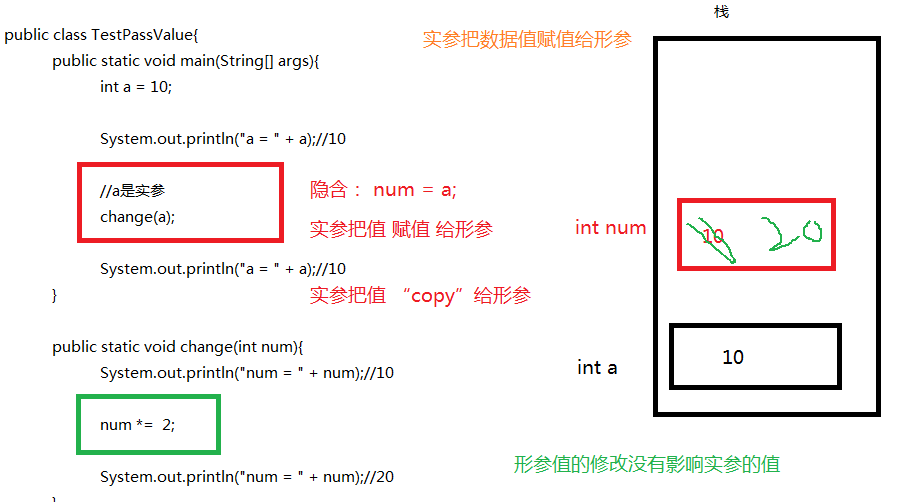 栈
public class TestPassValue{
实参把数据值赋值给形参
public static void main(String[] args){
int a = 10;
System.out.println("a = " + a);//10
//a是实参
隐含： num = a;
change(a);
实参把值 赋值 给形参
int num
10
20
System.out.println("a = " + a);//10
}
实参把值 “copy”给形参
public static void change(int num){
int a
10
System.out.println("num = " + num);//10
num *= 2;
形参值的修改没有影响实参的值
System.out.println("num = " + num);//20
}